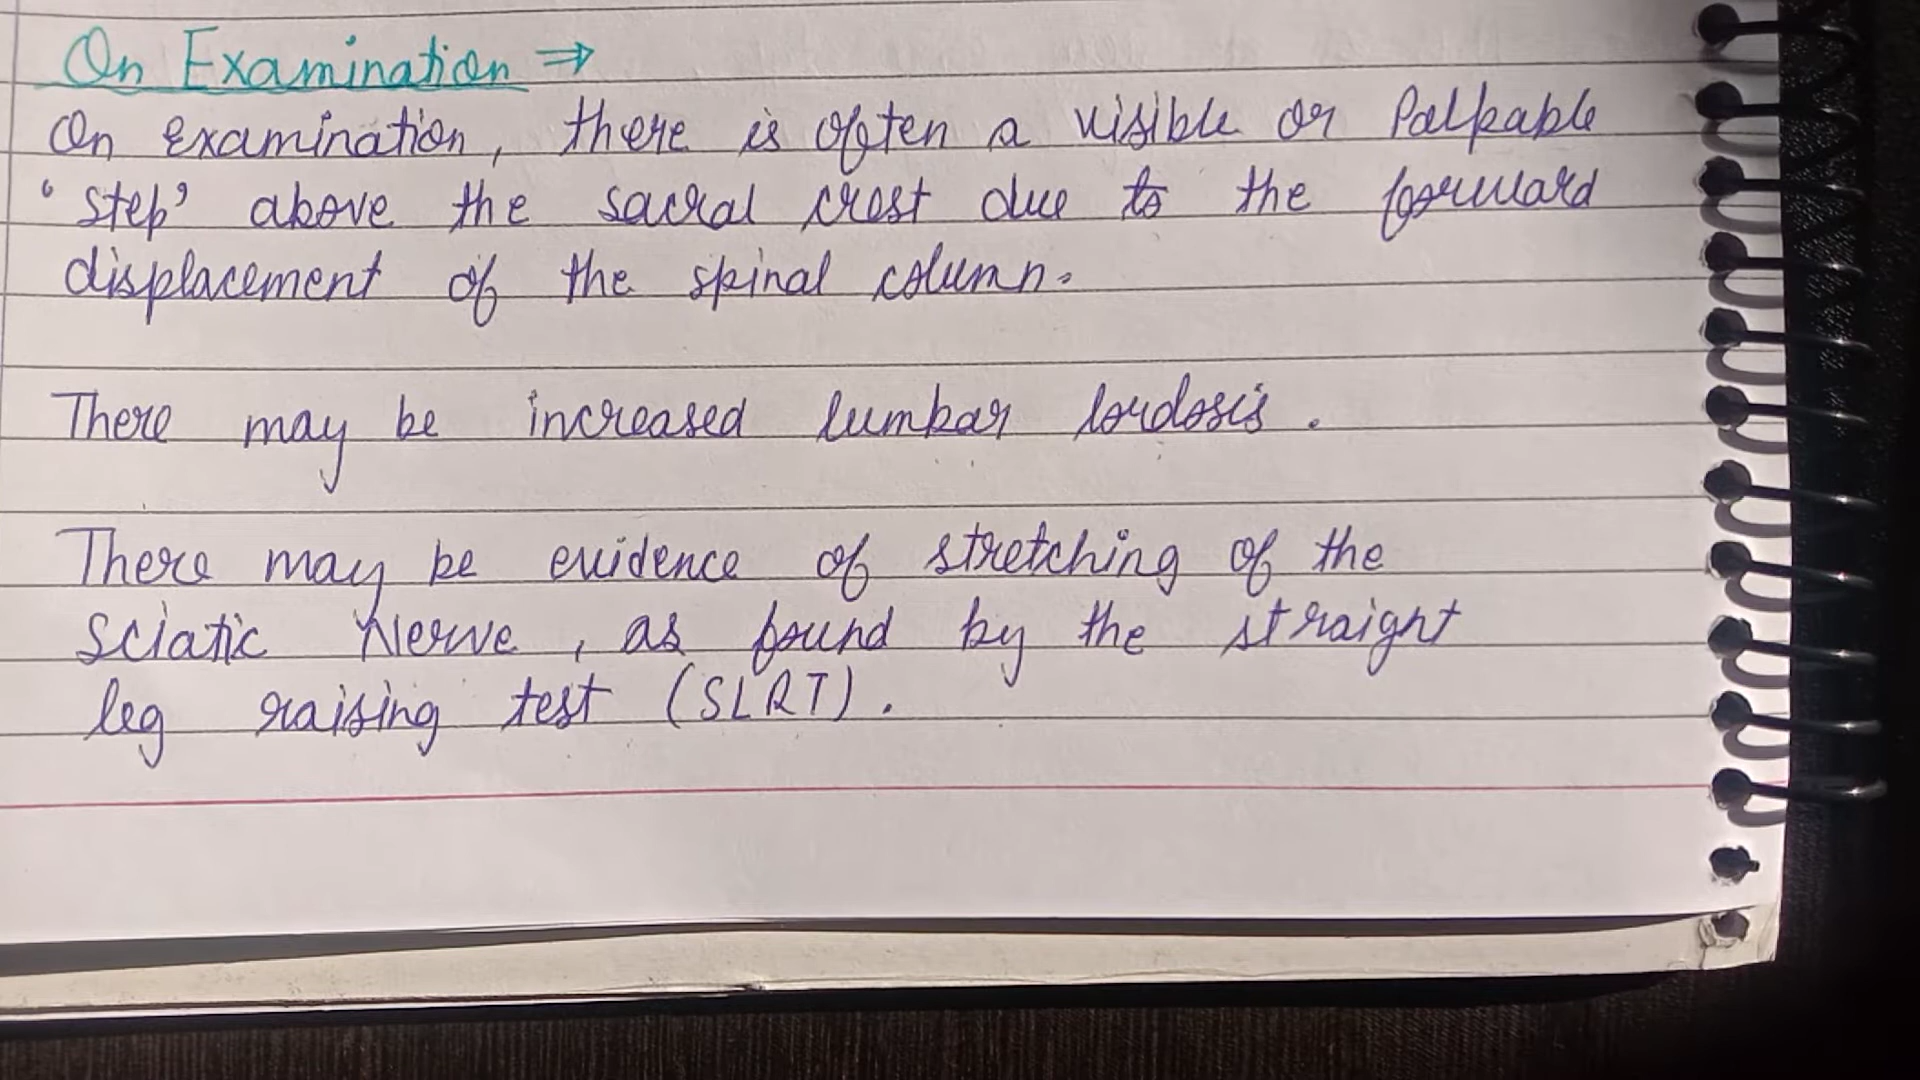 On Examination ⇒
On examination, there is often a visible or Palpable
'step' above the sacral crest due to the forward
displacement of the spinal column.
There may be increased lumbar lordosis.
There may be evidence of stretching of the
sciatic Nerve, as found by the straight
leg raising test (SLRT).